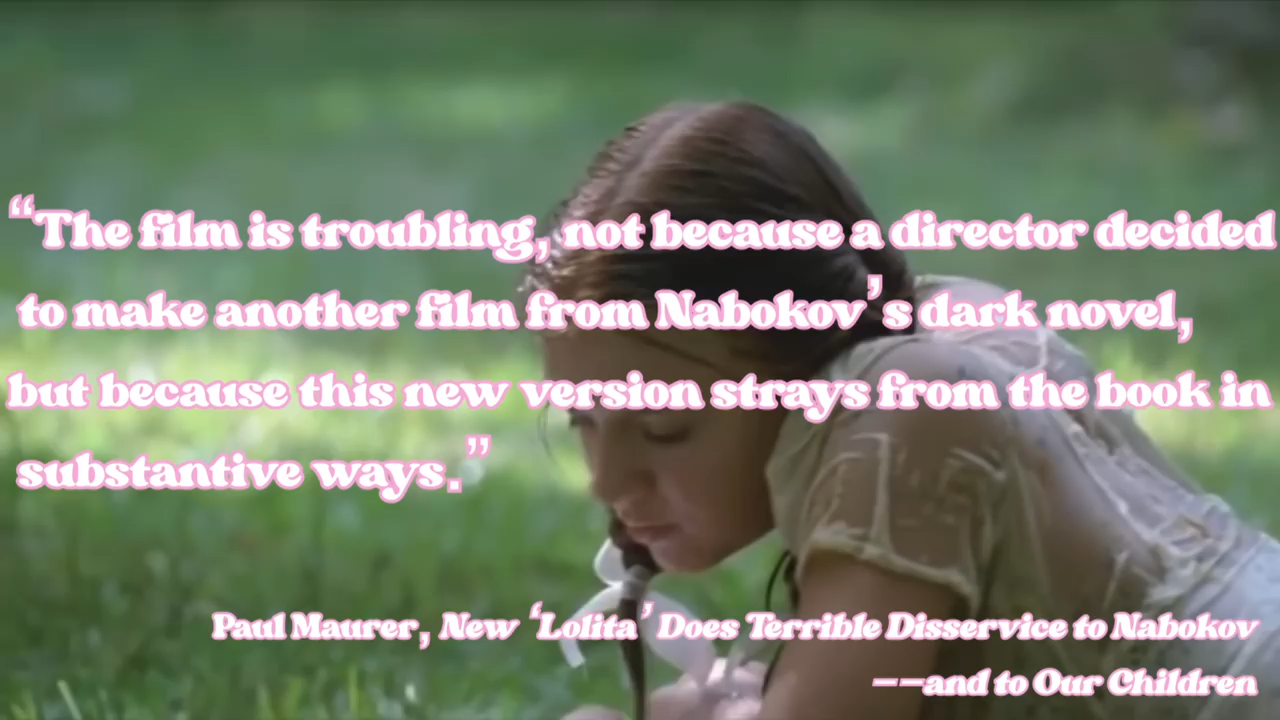 “The film is troubling, not because a director decided
to make another film from Nabokov’s dark novel,
but because this new version strays from the book in
substantive ways.”
Paul Maurer, New ‘Lolita’ Does Terrible Disservice to Nabokov
--and to Our Children